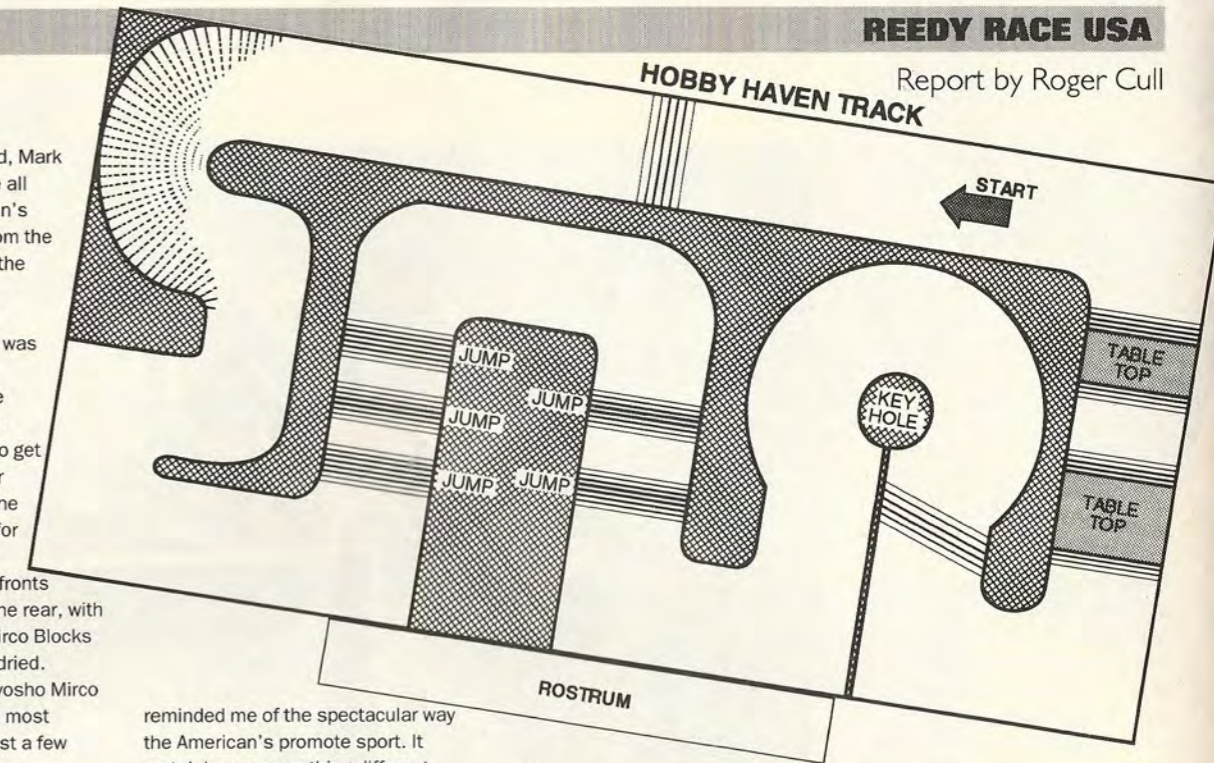 REEDY RACE USA
Report by Roger Cull
HOBBY HAVEN TRACK
START
TABLE
TOP
TABLE
TOP
KEY
HOLE
JUMP
JUMP
JUMP
JUMP
JUMP
ROSTRUM
d, Mark
all
n's
om the
the
was
o get
r
ne
for
fronts
he rear, with
irco Blocks
dried.
yosho Mirco
most
st a few
reminded me of the spectacular way
the American's promote sport. It